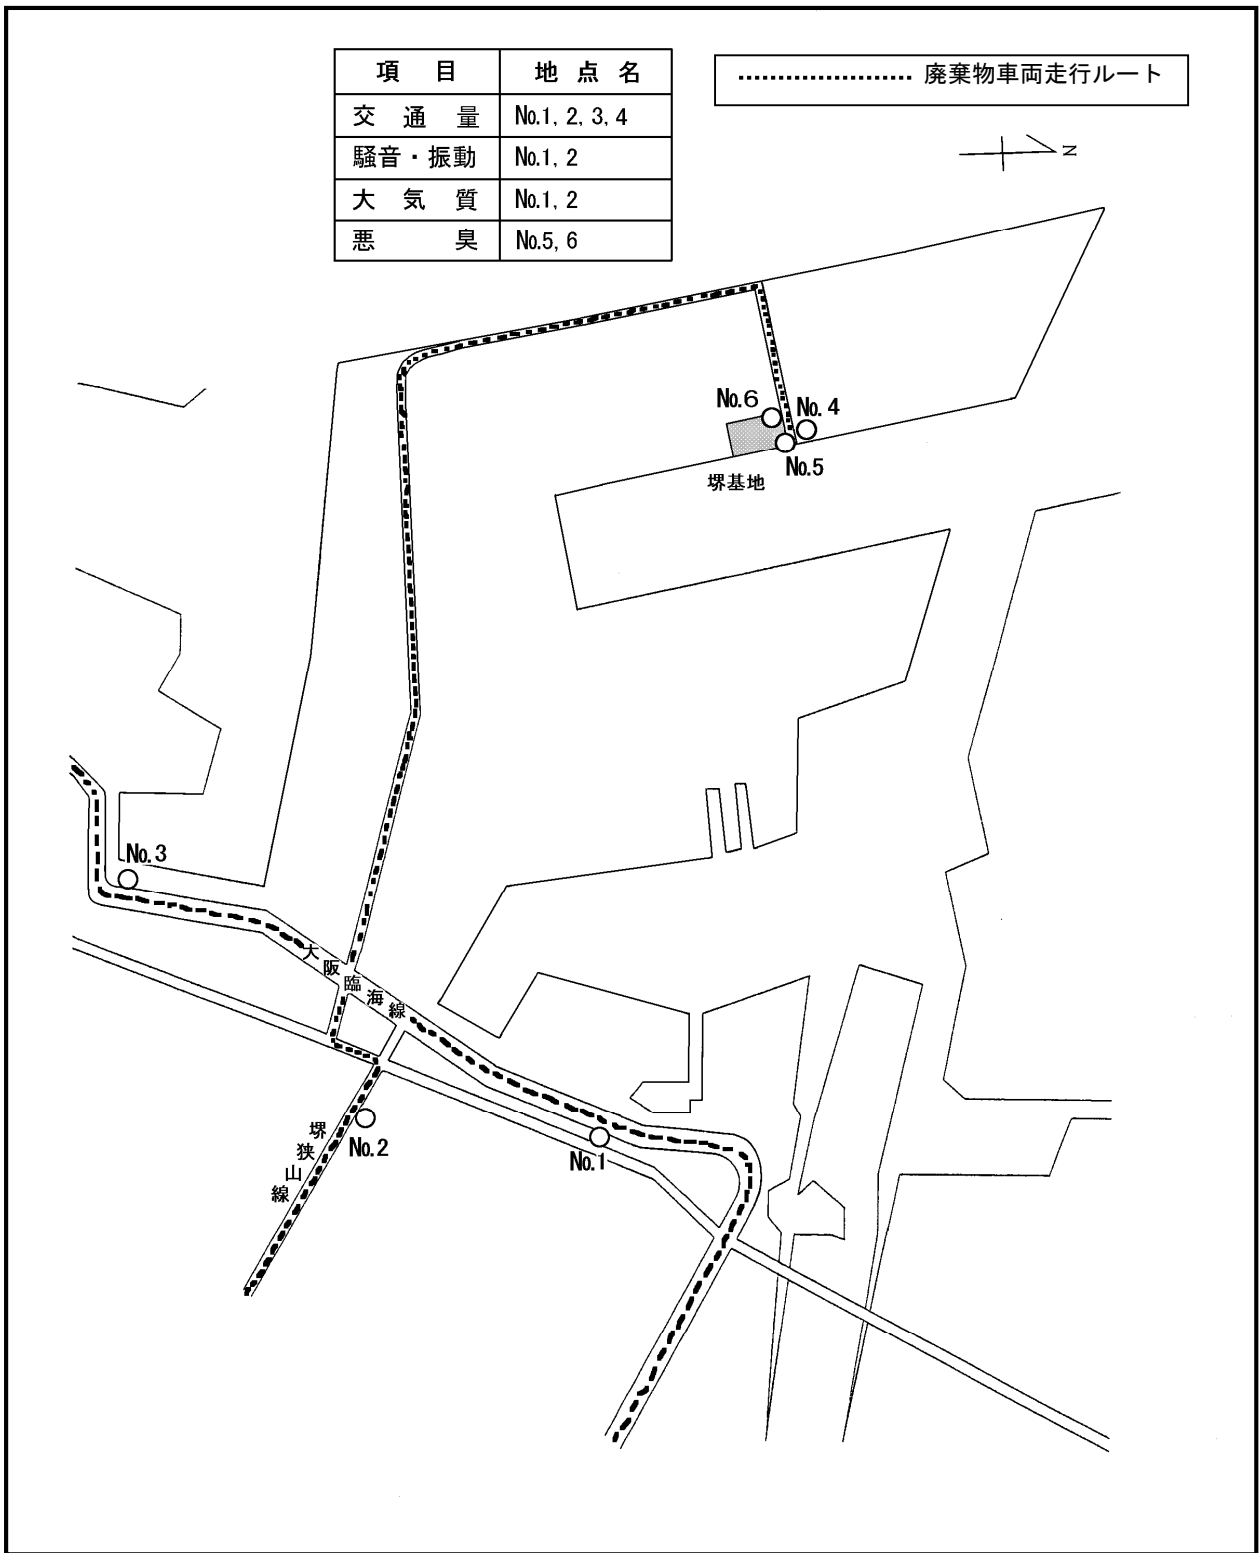 項目 地点名
交通量 No.1, 2, 3, 4
騒音・振動 No.1, 2
大気質 No.1, 2
悪臭 No.5, 6
廃棄物車両走行ルート
N
No.6
No.4
No.5
堺基地
No.3
大阪臨海線
No.2
No.1
堺狭山線